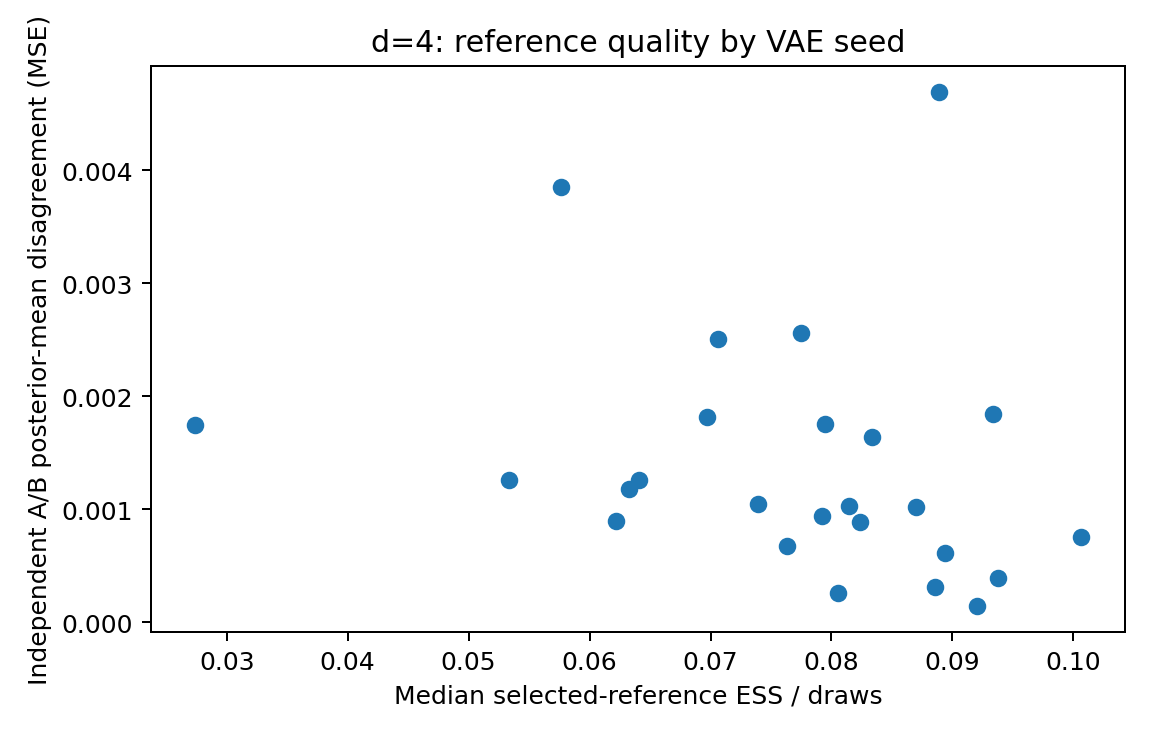 d=4: reference quality by VAE seed
Independent A/B posterior-mean disagreement (MSE)
0.004
0.003
0.002
0.001
0.000
0.03 0.04 0.05 0.06 0.07 0.08 0.09 0.10
Median selected-reference ESS / draws